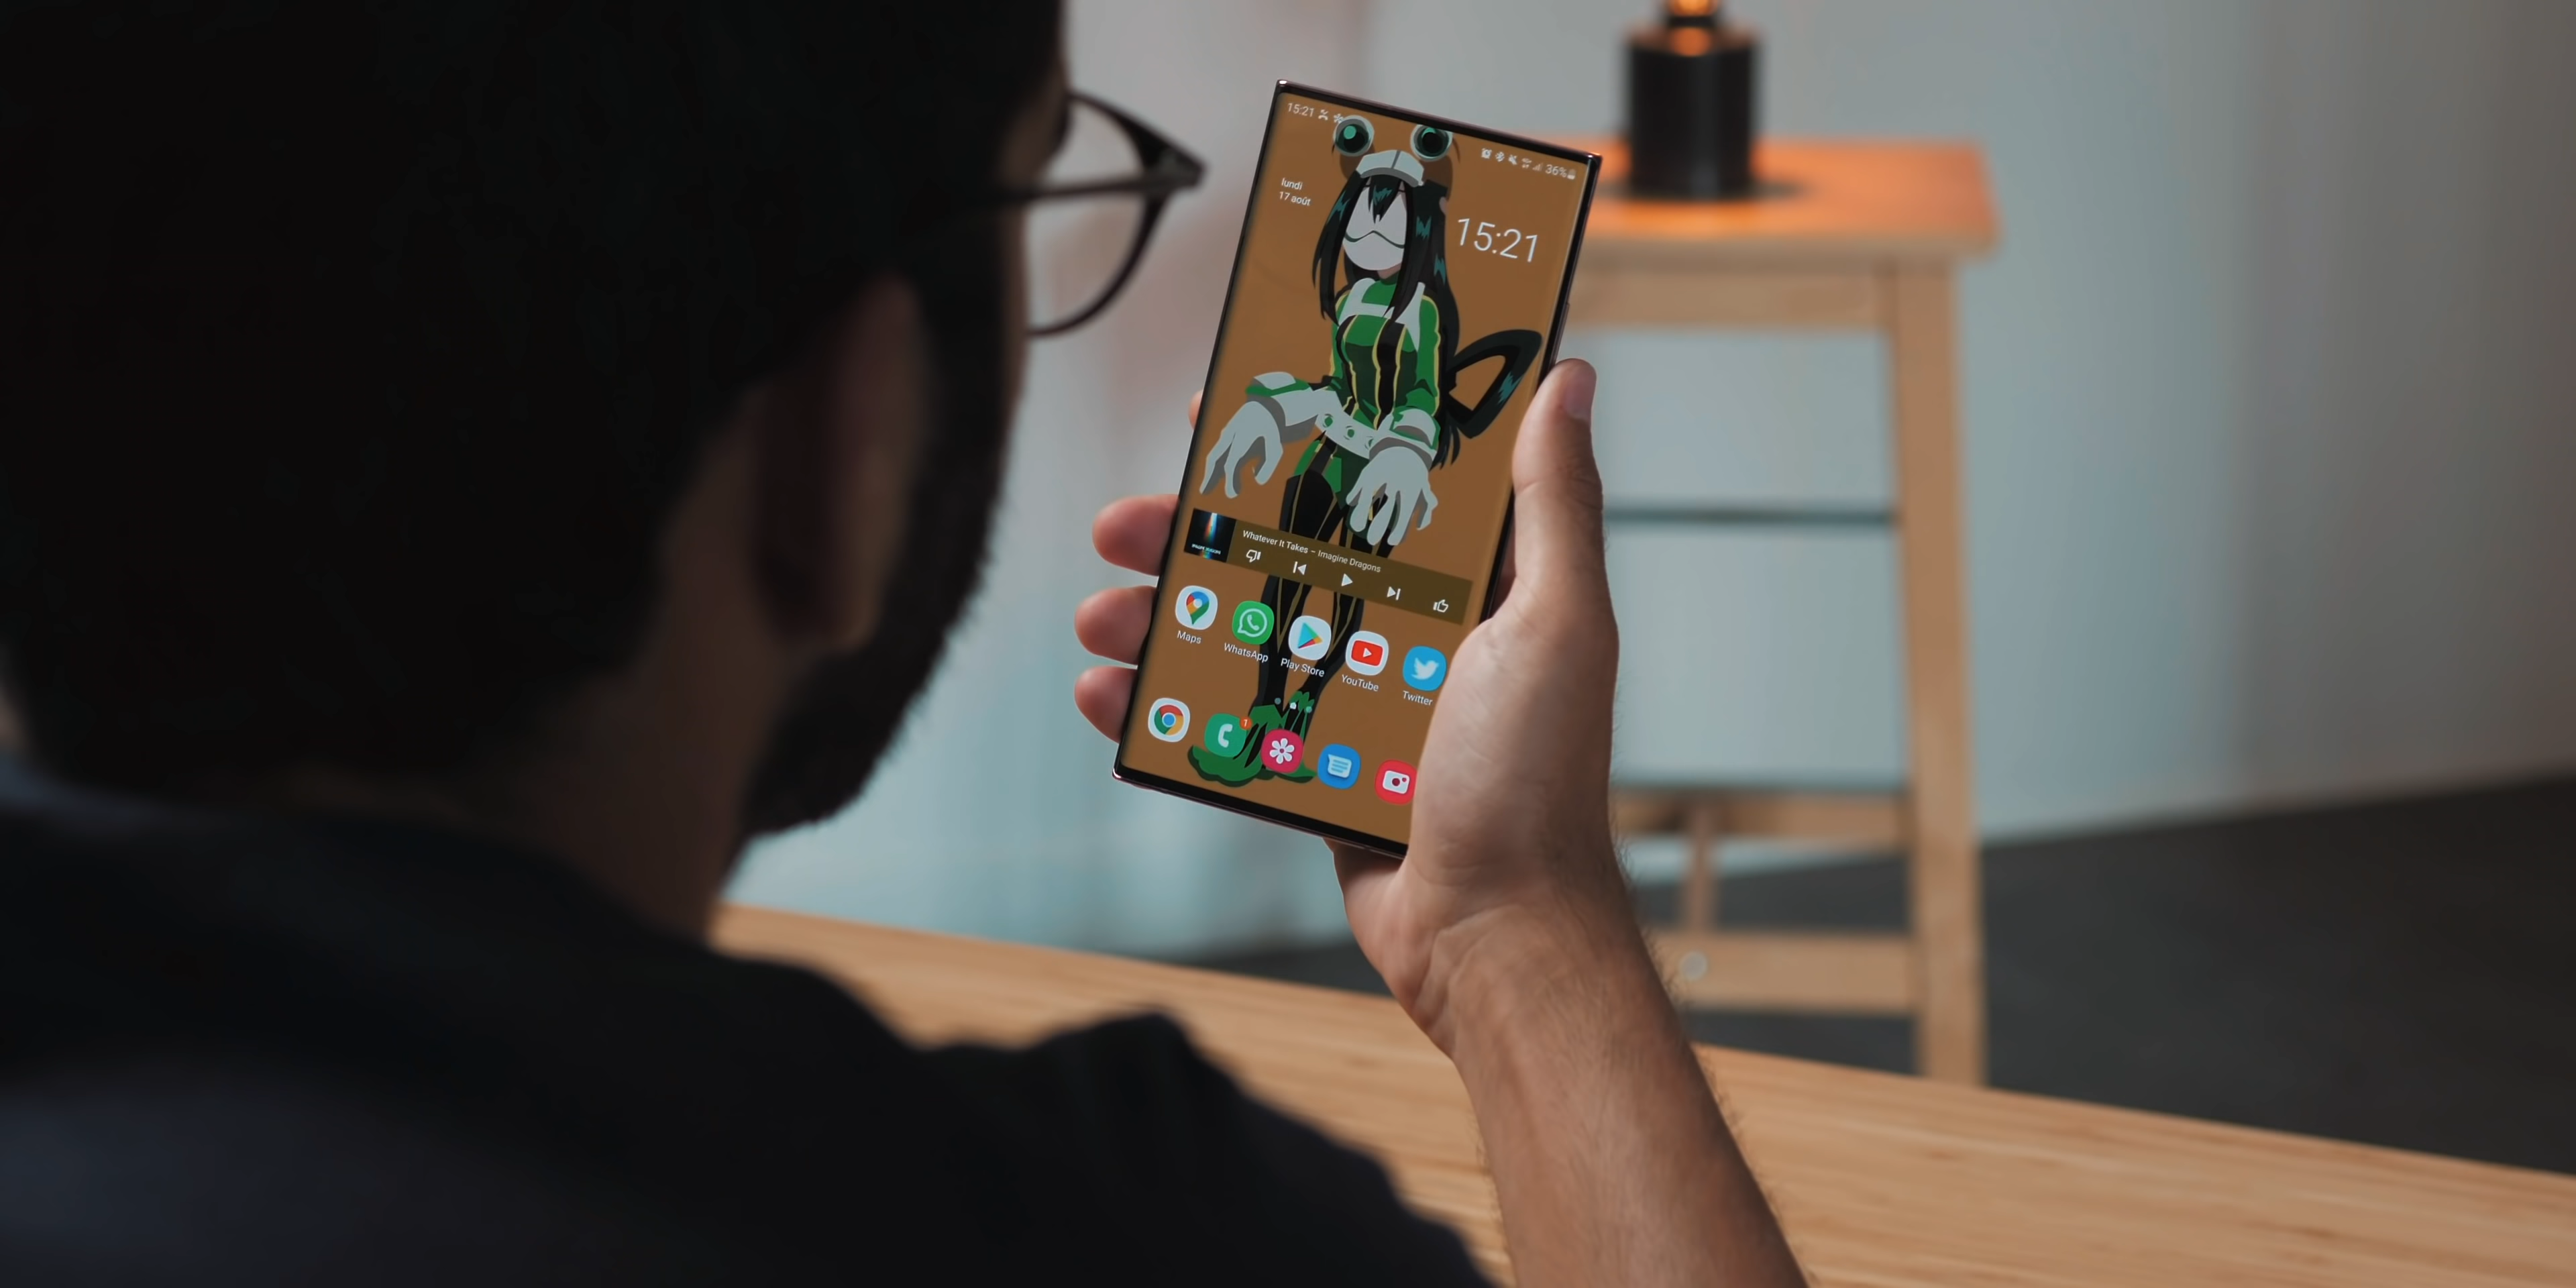 15:21
36%
lundi
17 août
15:21
Whatever It Takes – Imagine Dragons
Maps
WhatsApp
Play Store
YouTube
Twitter
1